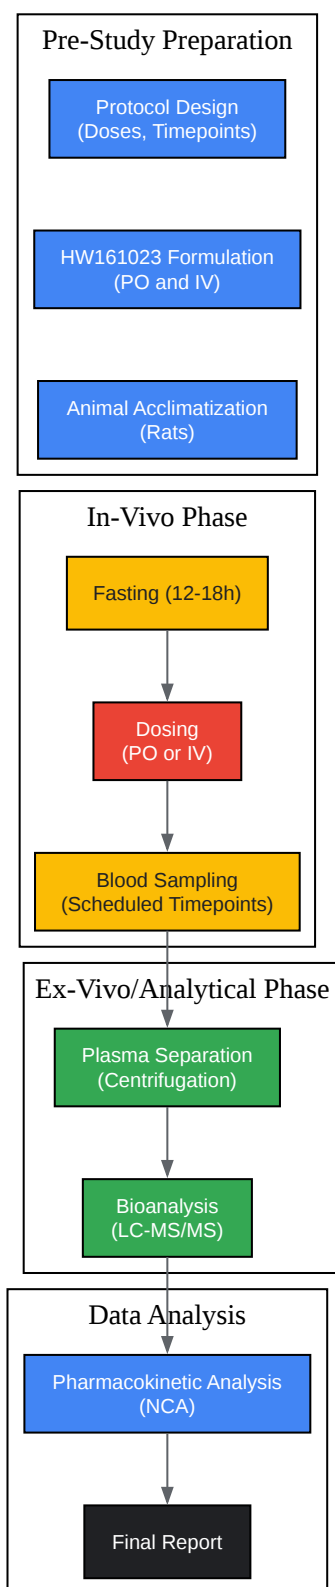 Pre-Study Preparation
Protocol Design
(Doses, Timepoints)
HW161023 Formulation
(PO and IV)
Animal Acclimatization
(Rats)
In-Vivo Phase
Fasting (12-18h)
Dosing
(PO or IV)
Blood Sampling
(Scheduled Timepoints)
Ex-Vivo/Analytical Phase
Plasma Separation
(Centrifugation)
Bioanalysis
(LC-MS/MS)
Data Analysis
Pharmacokinetic Analysis
(NCA)
Final Report